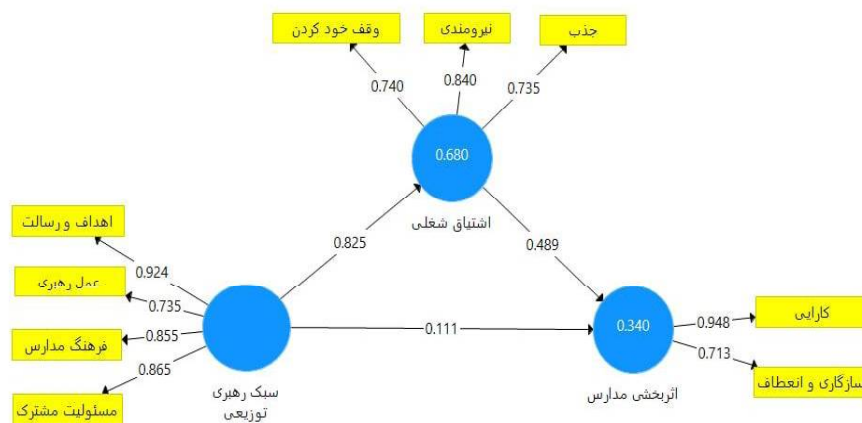 وقف خود کردن
نیرومندی
جذب
0.740
0.840
0.735
0.680
اشتیاق شغلی
0.825
0.489
اهداف و رسالت
0.924
عمل رهبری
0.735
فرهنگ مدارس
0.855
مسئولیت مشترک
0.865
سبک رهبری
توزیعی
0.111
0.340
اثربخشی مدارس
0.948
کارایی
0.713
سازگاری و انعطاف